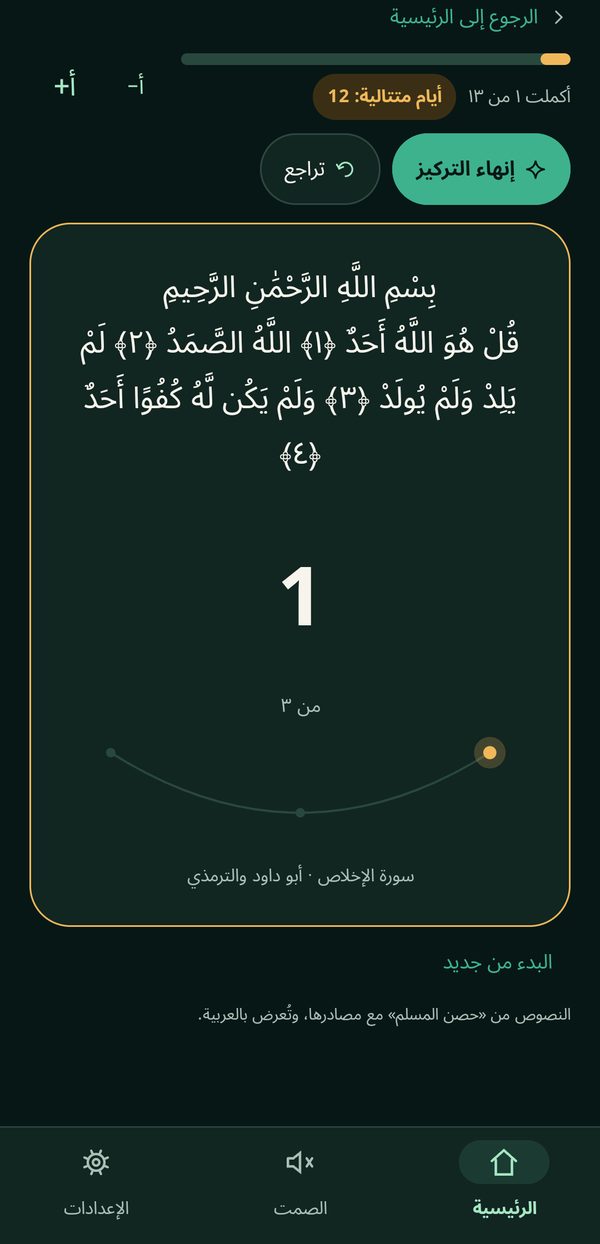 الرجوع إلى الرئيسية
أكملت ١ من ١٣
أيام متتالية: 12
أ−
أ+
إنهاء التركيز
تراجع
بِسْمِ اللَّهِ الرَّحْمَٰنِ الرَّحِيمِ
قُلْ هُوَ اللَّهُ أَحَدٌ ﴿١﴾ اللَّهُ الصَّمَدُ ﴿٢﴾ لَمْ
يَلِدْ وَلَمْ يُولَدْ ﴿٣﴾ وَلَمْ يَكُن لَّهُ كُفُوًا أَحَدٌ
﴿٤﴾
1
من ٣
سورة الإخلاص · أبو داود والترمذي
البدء من جديد
النصوص من «حصن المسلم» مع مصادرها، وتُعرض بالعربية.
الرئيسية
الصمت
الإعدادات